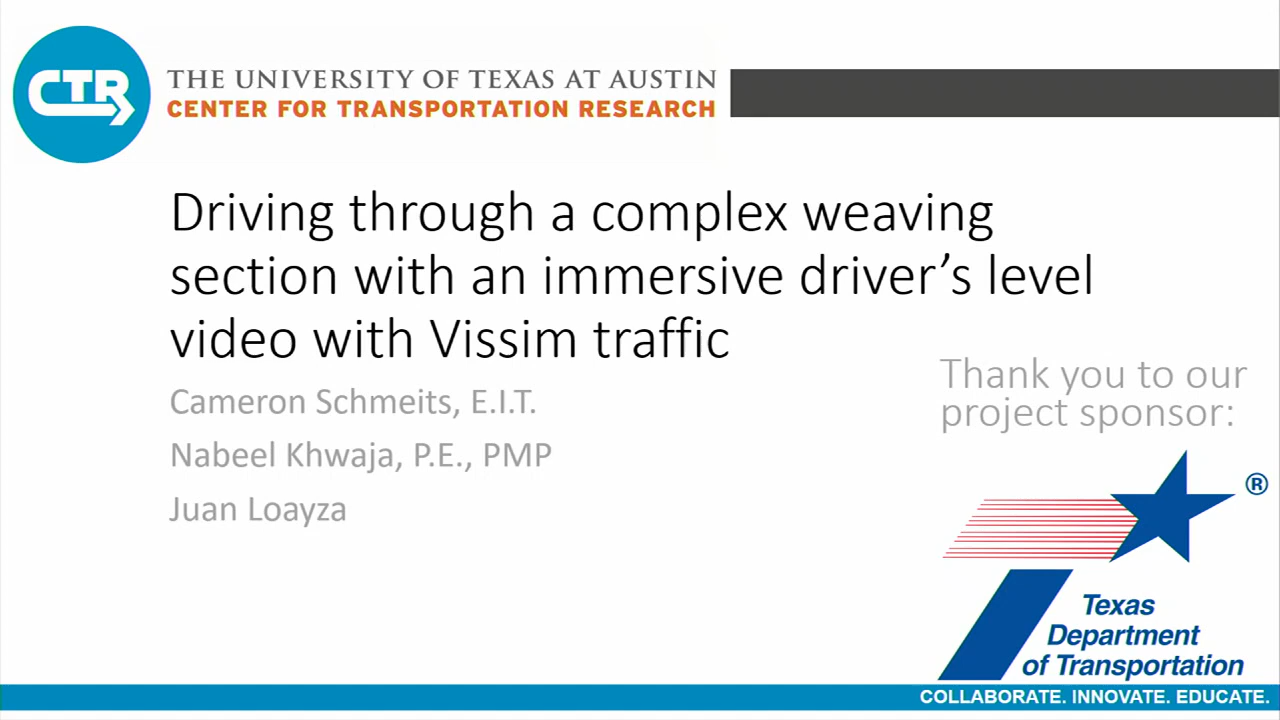 CTR
THE UNIVERSITY OF TEXAS AT AUSTIN
CENTER FOR TRANSPORTATION RESEARCH
Driving through a complex weaving
section with an immersive driver’s level
video with Vissim traffic
Cameron Schmeits, E.I.T.
Nabeel Khwaja, P.E., PMP
Juan Loayza
Thank you to our
project sponsor:
®
Texas
Department
of Transportation
COLLABORATE. INNOVATE. EDUCATE.